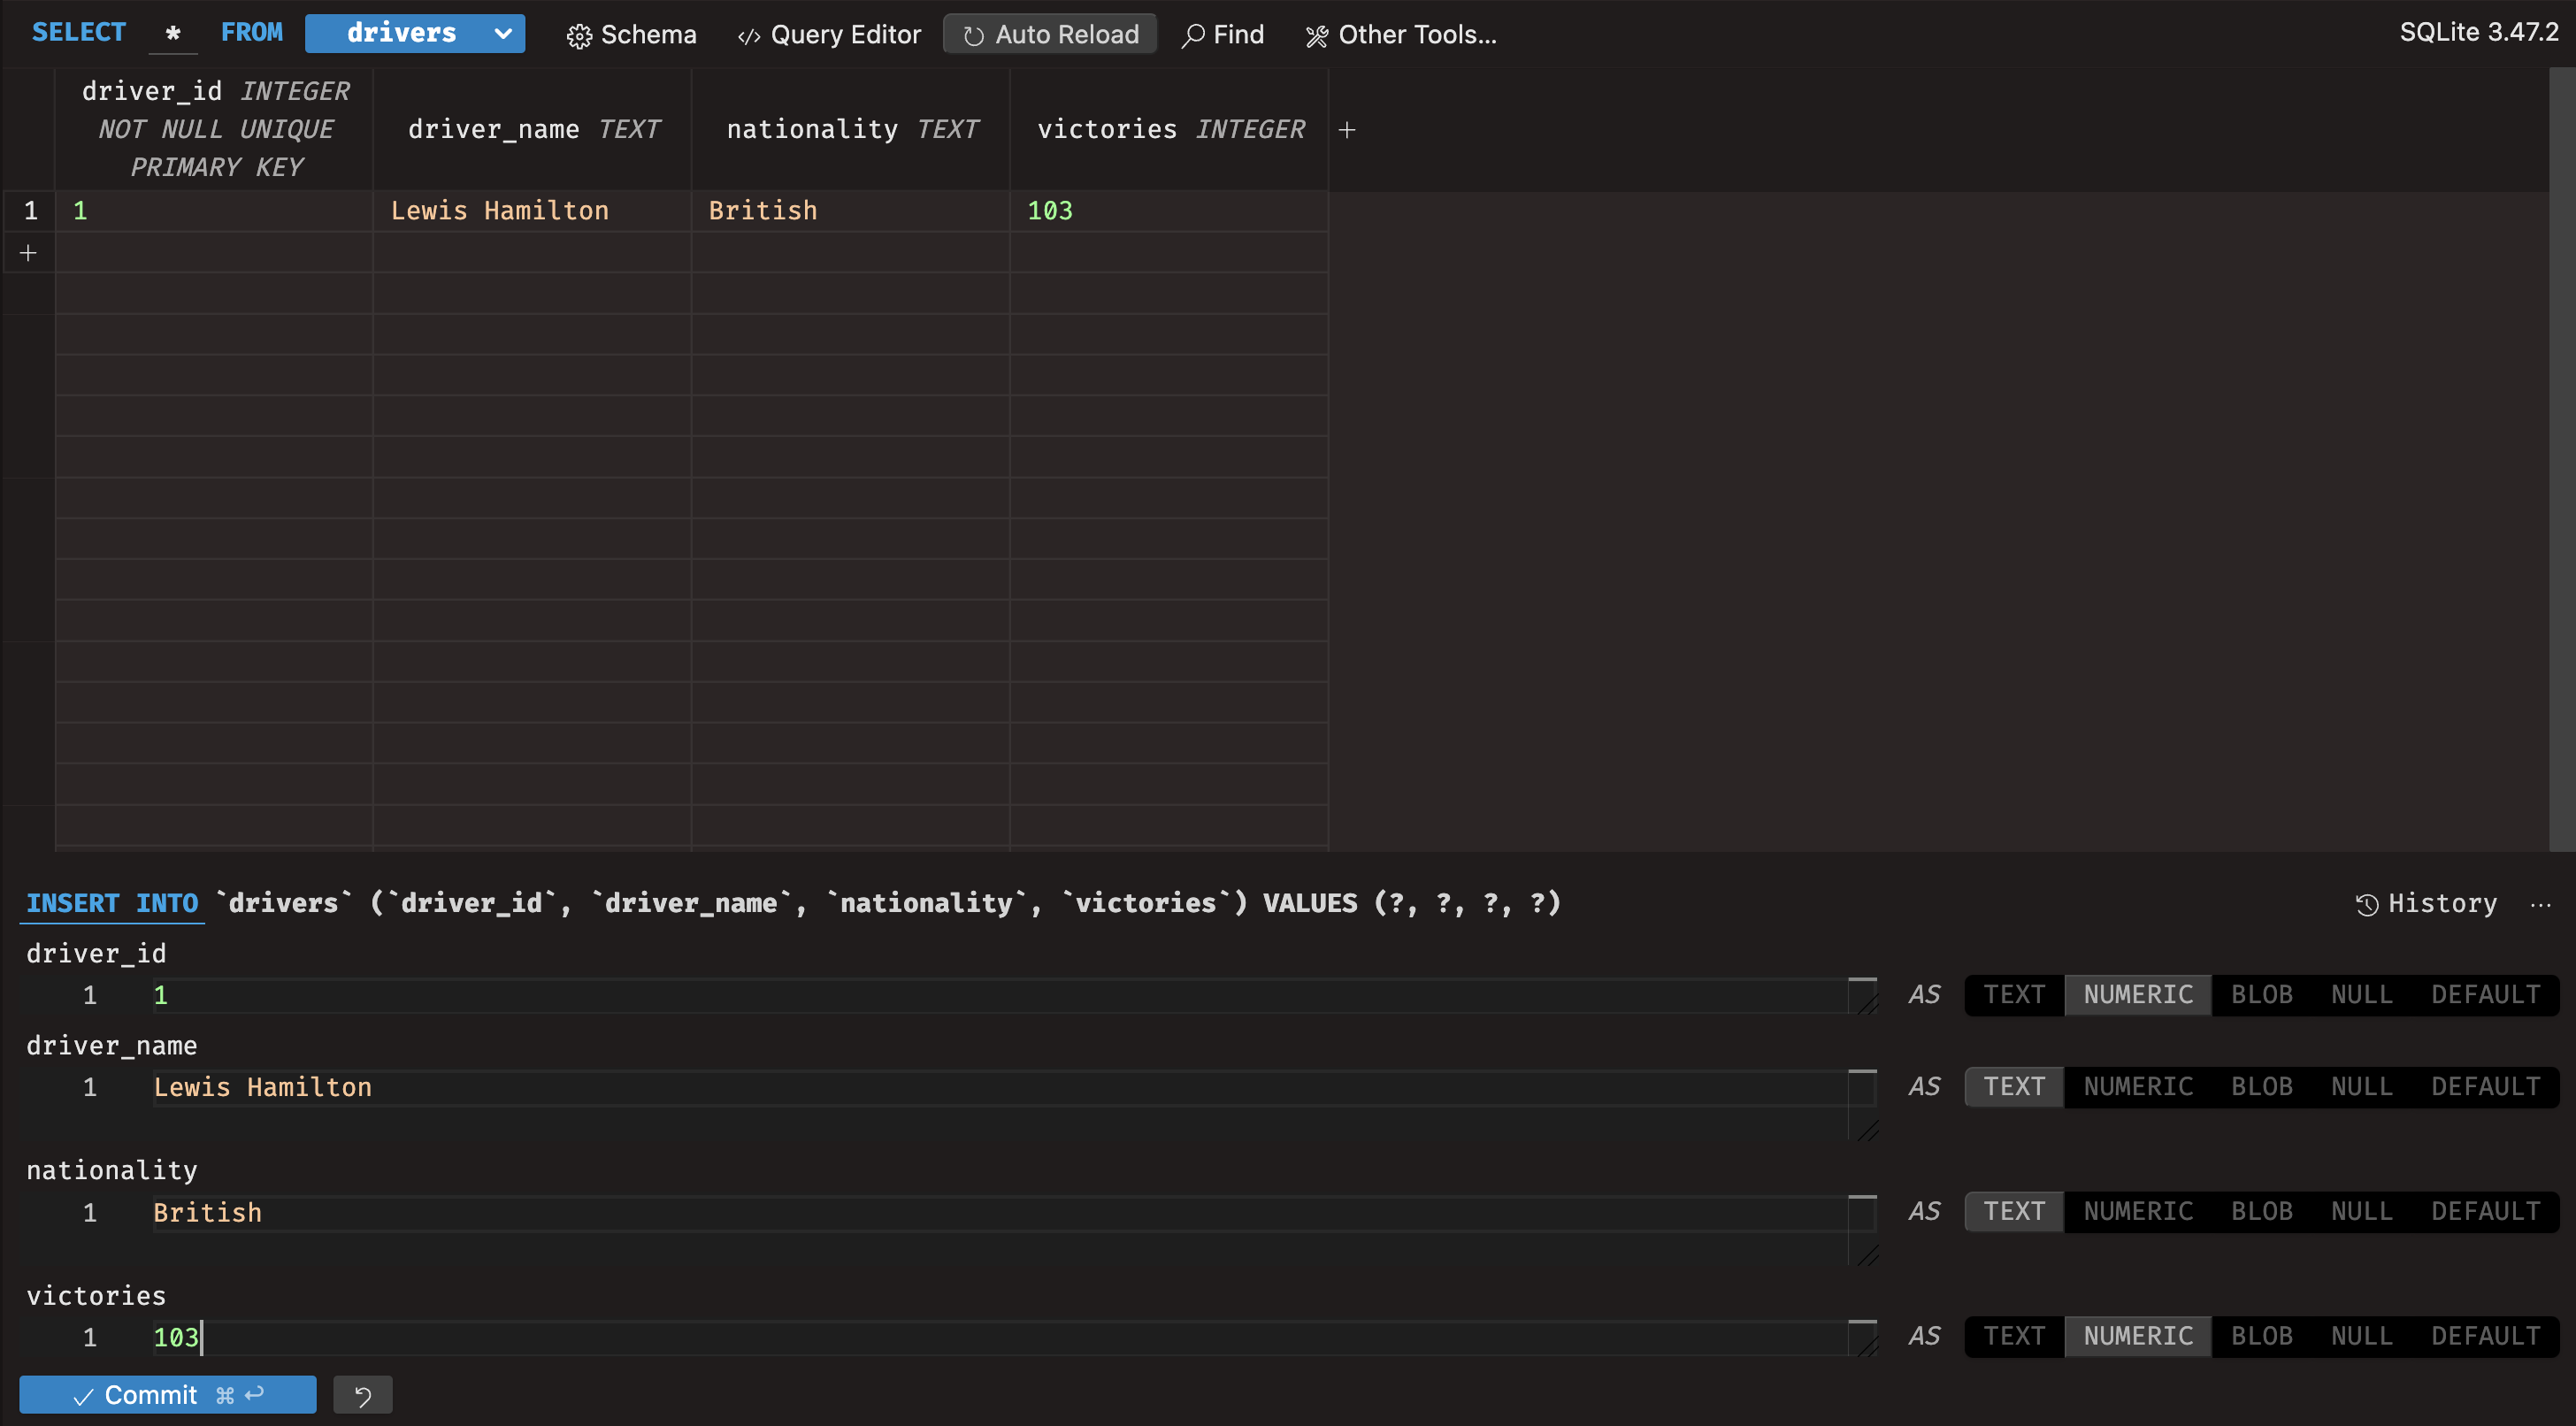 SELECT * FROM drivers Schema </> Query Editor Auto Reload Find Other Tools... SQLite 3.47.2
driver_id INTEGER NOT NULL UNIQUE PRIMARY KEY
driver_name TEXT
nationality TEXT
victories INTEGER
+
1 1 Lewis Hamilton British 103
+
INSERT INTO `drivers` (`driver_id`, `driver_name`, `nationality`, `victories`) VALUES (?, ?, ?, ?) History ...
driver_id
1 1 AS TEXT NUMERIC BLOB NULL DEFAULT
driver_name
1 Lewis Hamilton AS TEXT NUMERIC BLOB NULL DEFAULT
nationality
1 British AS TEXT NUMERIC BLOB NULL DEFAULT
victories
1 103 AS TEXT NUMERIC BLOB NULL DEFAULT
✓ Commit ⌘ ↩